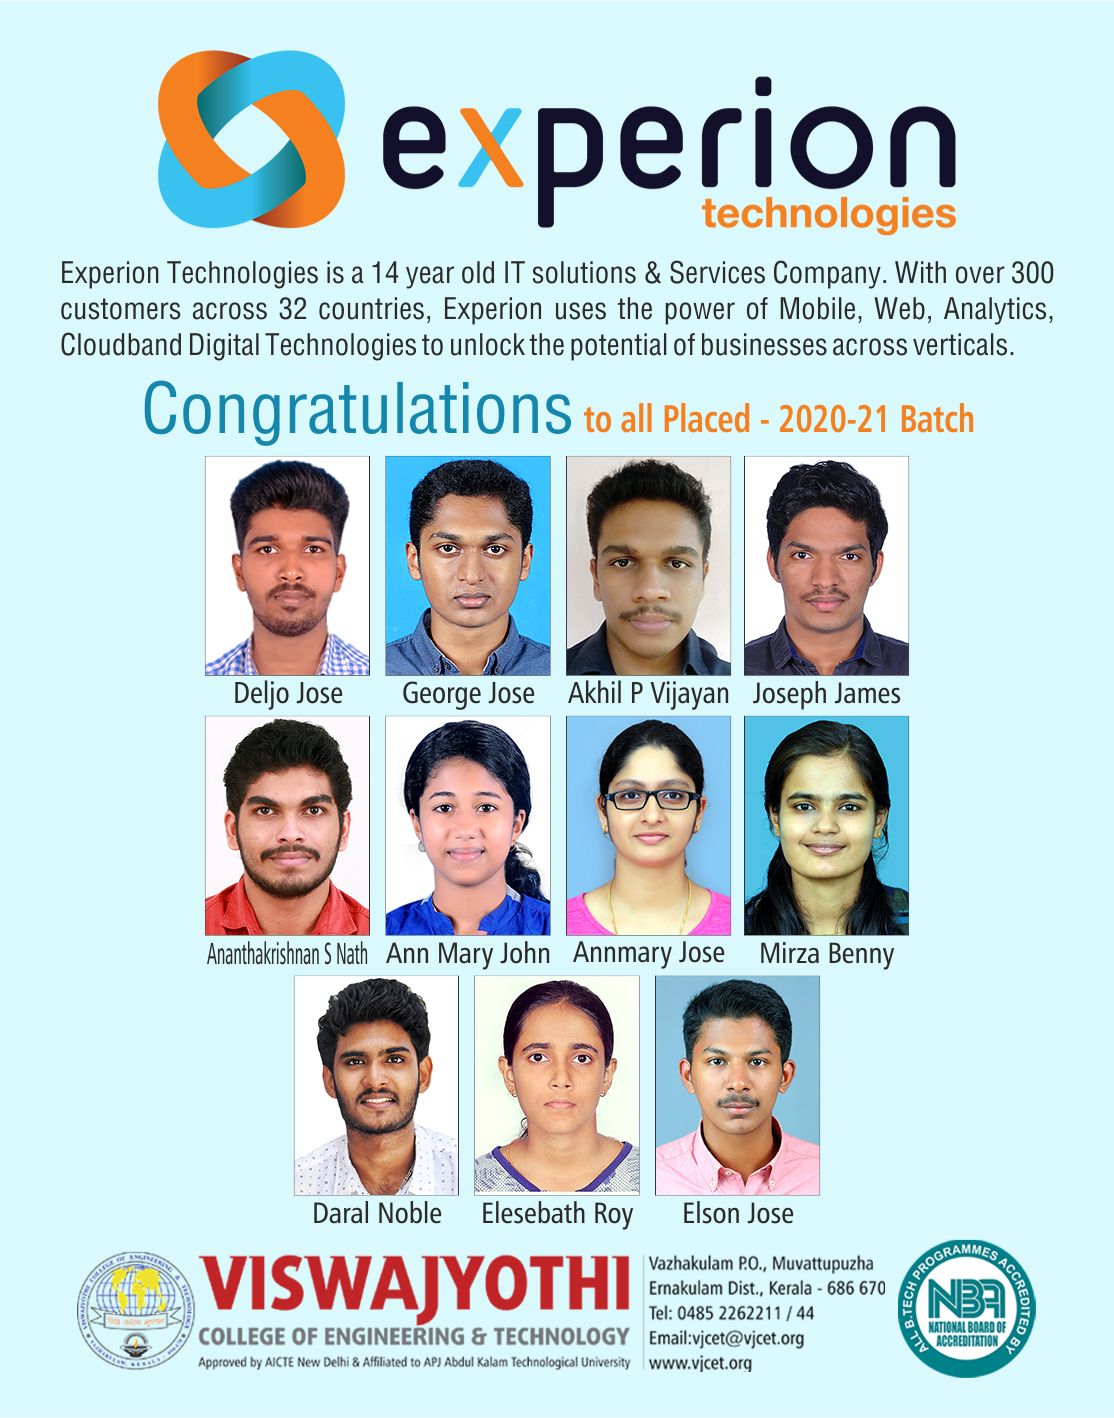 experion
technologies
Experion Technologies is a 14 year old IT solutions & Services Company. With over 300
customers across 32 countries, Experion uses the power of Mobile, Web, Analytics,
Cloudband Digital Technologies to unlock the potential of businesses across verticals.
Congratulations to all Placed - 2020-21 Batch
Deljo Jose George Jose Akhil P Vijayan Joseph James
Ananthakrishnan S Nath Ann Mary John Annmary Jose Mirza Benny
Daral Noble Elesebath Roy Elson Jose
VISWAJYOTHI
COLLEGE OF ENGINEERING & TECHNOLOGY
Approved by AICTE New Delhi & Affiliated to APJ Abdul Kalam Technological University
Vazhakulam P.O., Muvattupuzha
Ernakulam Dist., Kerala - 686 670
Tel: 0485 2262211 / 44
Email:vjcet@vjcet.org
www.vjcet.org
ALL B.TECH PROGRAMMES ACCREDITED BY
NBA
NATIONAL BOARD OF
ACCREDITATION